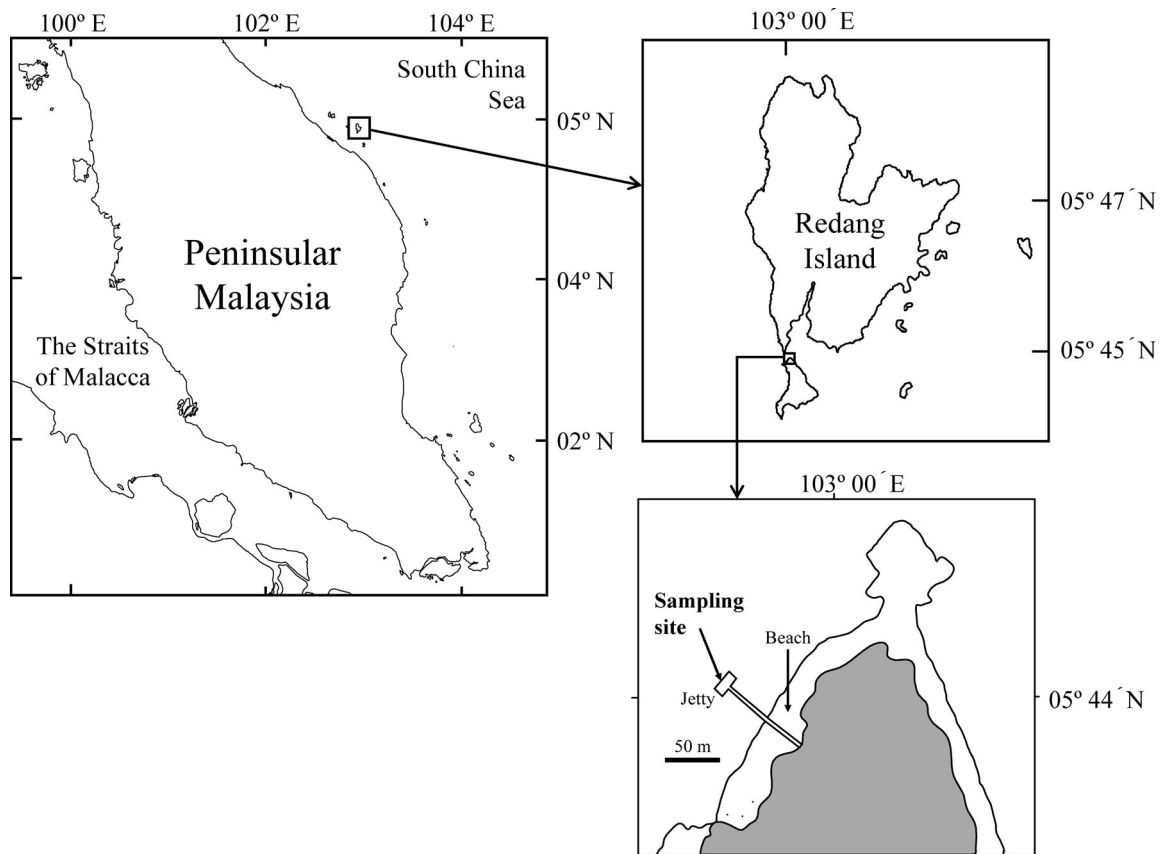 100º E
102º E
104º E
South China
Sea
05º N
Peninsular
Malaysia
04º N
The Straits
of Malacca
02º N
103º 00´ E
05º 47´ N
Redang
Island
05º 45´ N
103º 00´ E
Sampling
site
Beach
Jetty
05º 44´ N
50 m